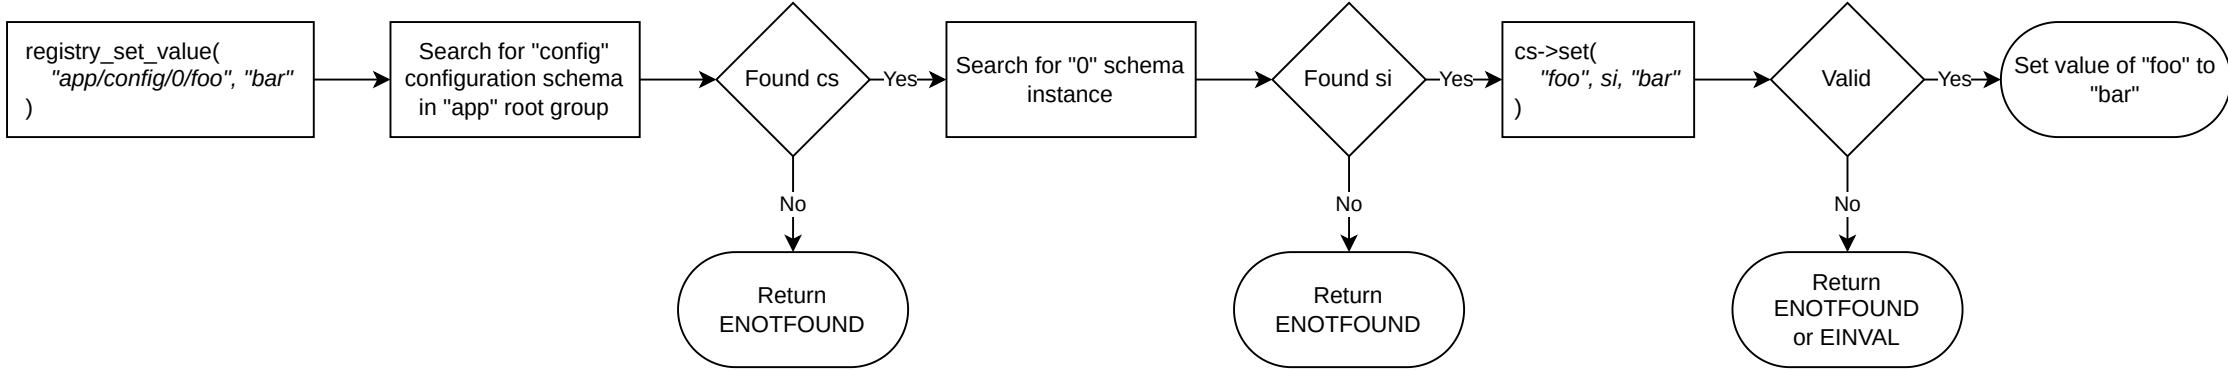 registry_set_value(
"app/config/0/foo", "bar"
)
Search for "config"
configuration schema
in "app" root group
Found cs
Yes
No
Return
ENOTFOUND
Search for "0" schema
instance
Found si
Yes
No
Return
ENOTFOUND
cs->set(
"foo", si, "bar"
)
Valid
Yes
No
Return
ENOTFOUND
or EINVAL
Set value of "foo" to
"bar"